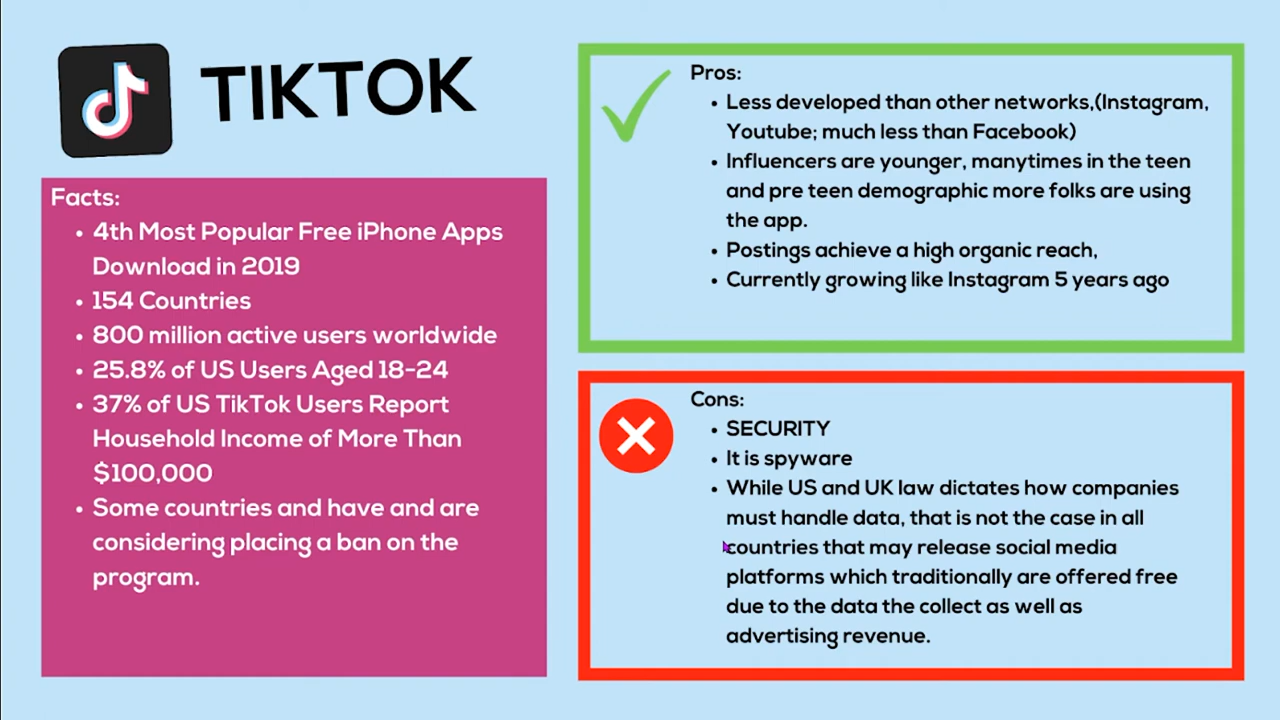 TIKTOK
Facts:
• 4th Most Popular Free iPhone Apps
Download in 2019
• 154 Countries
• 800 million active users worldwide
• 25.8% of US Users Aged 18-24
• 37% of US TikTok Users Report
Household Income of More Than
$100,000
• Some countries and have and are
considering placing a ban on the
program.
Pros:
• Less developed than other networks,(Instagram,
Youtube; much less than Facebook)
• Influencers are younger, manytimes in the teen
and pre teen demographic more folks are using
the app.
• Postings achieve a high organic reach,
• Currently growing like Instagram 5 years ago
Cons:
• SECURITY
• It is spyware
• While US and UK law dictates how companies
must handle data, that is not the case in all
countries that may release social media
platforms which traditionally are offered free
due to the data the collect as well as
advertising revenue.